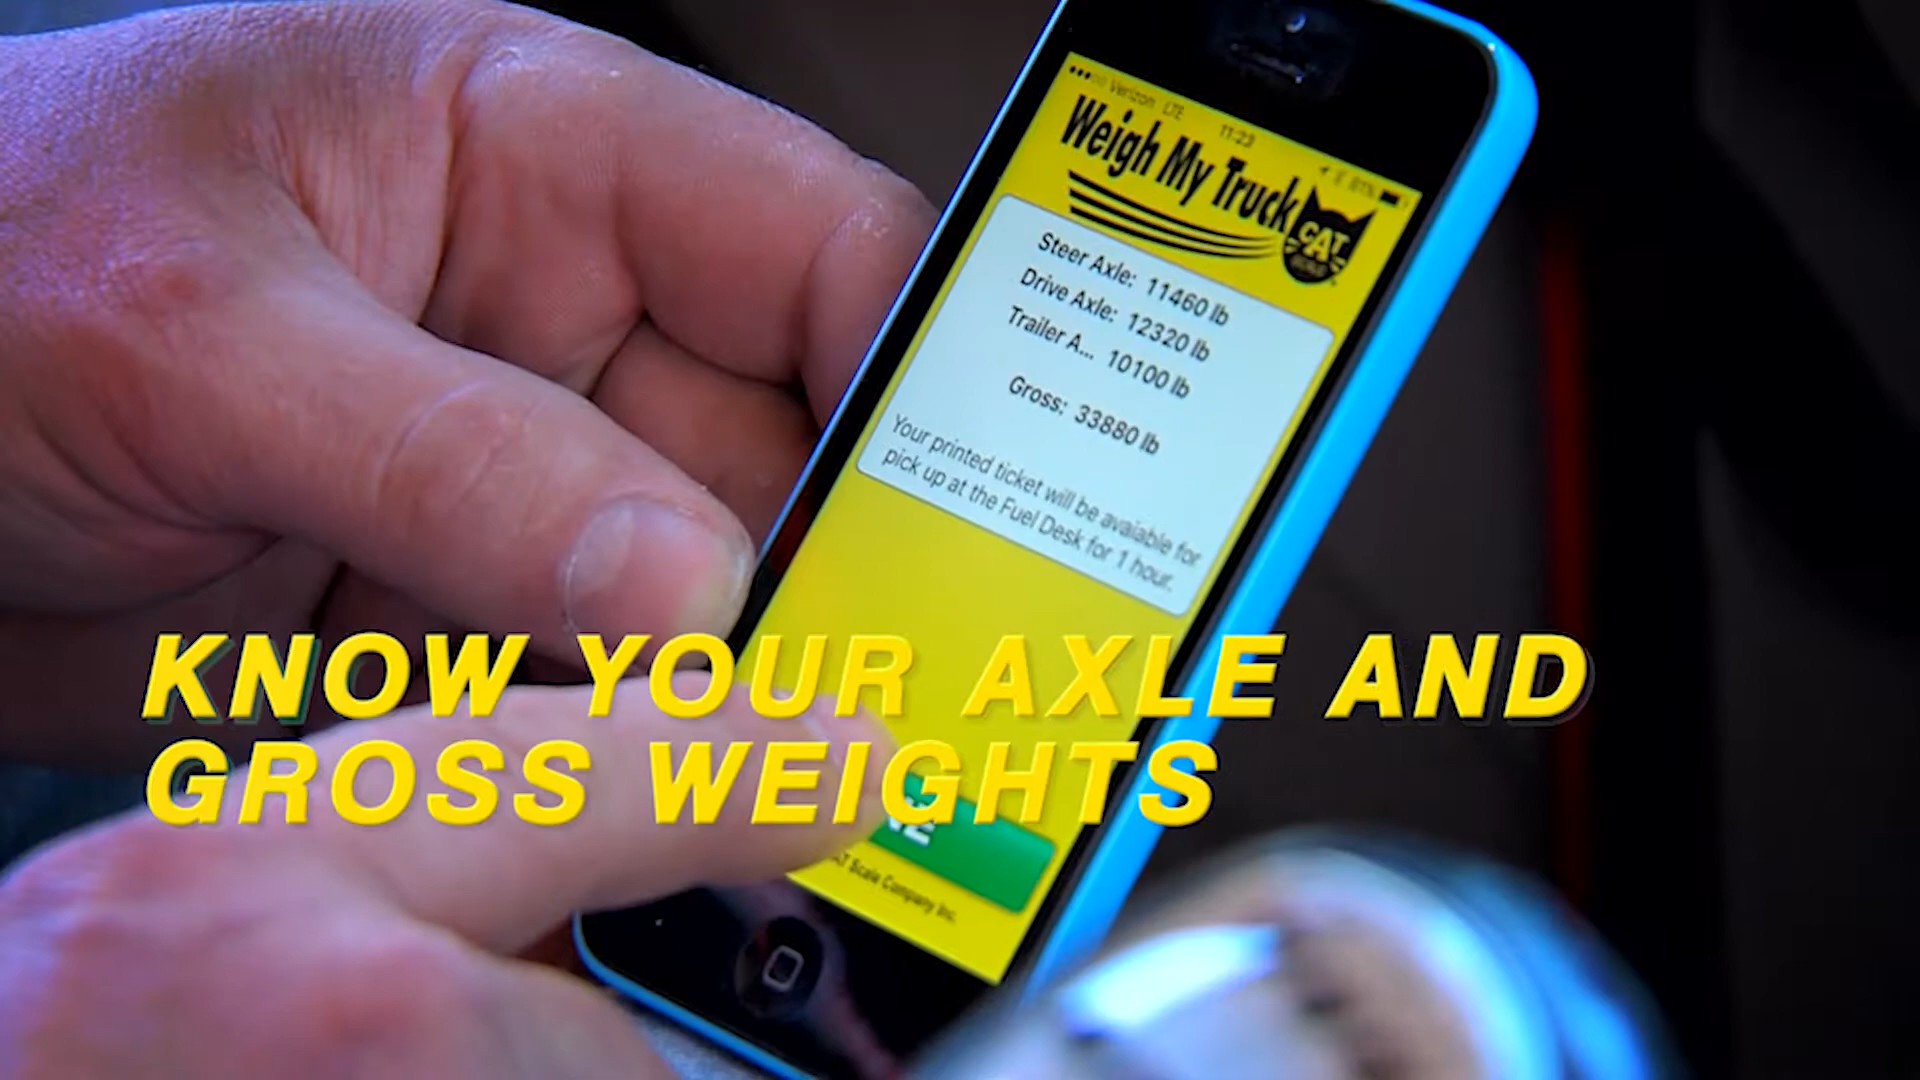 Verizon LTE 11:23
Weigh My Truck
CAT
Steer Axle: 11460 lb
Drive Axle: 12320 lb
Trailer A... 10100 lb
Gross: 33880 lb
Your printed ticket will be avaiable for
pick up at the Fuel Desk for 1 hour.
KNOW YOUR AXLE AND
GROSS WEIGHTS
Scale Company Inc.